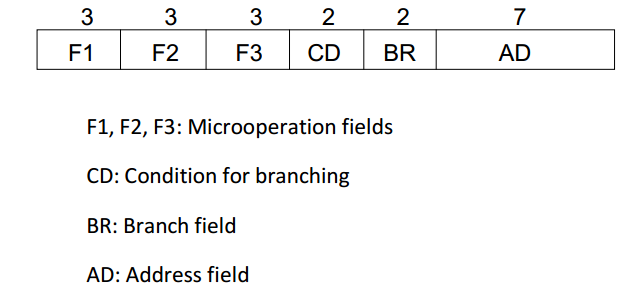 3 3 3 2 2 7
F1 F2 F3 CD BR AD
F1, F2, F3: Microoperation fields
CD: Condition for branching
BR: Branch field
AD: Address field